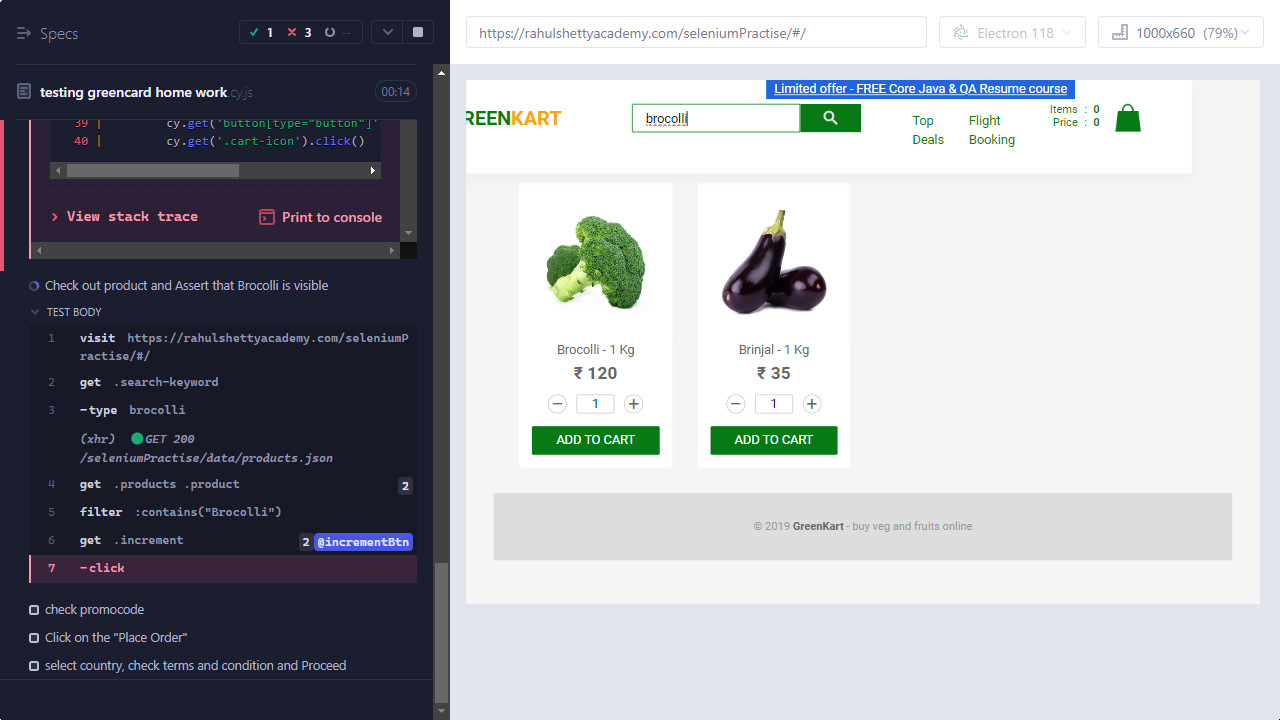 Specs
1 3 --
testing greencard home work cy.js 00:14
39 | cy.get('button[type="button"]'
40 | cy.get('.cart-icon').click()
View stack trace Print to console
Check out product and Assert that Brocolli is visible
TEST BODY
1 visit https://rahulshettyacademy.com/seleniumP
ractise/#/
2 get .search-keyword
3 -type brocolli
(xhr) GET 200
/seleniumPractise/data/products.json
4 get .products .product 2
5 filter :contains("Brocolli")
6 get .increment 2 @incrementBtn
7 -click
check promocode
Click on the "Place Order"
select country, check terms and condition and Proceed
https://rahulshettyacademy.com/seleniumPractise/#/
Electron 118
1000x660 (79%)
Limited offer - FREE Core Java & QA Resume course
REENKART
brocolli
Top
Deals
Flight
Booking
Items : 0
Price : 0
Brocolli - 1 Kg
₹ 120
− 1 +
ADD TO CART
Brinjal - 1 Kg
₹ 35
− 1 +
ADD TO CART
© 2019 GreenKart - buy veg and fruits online